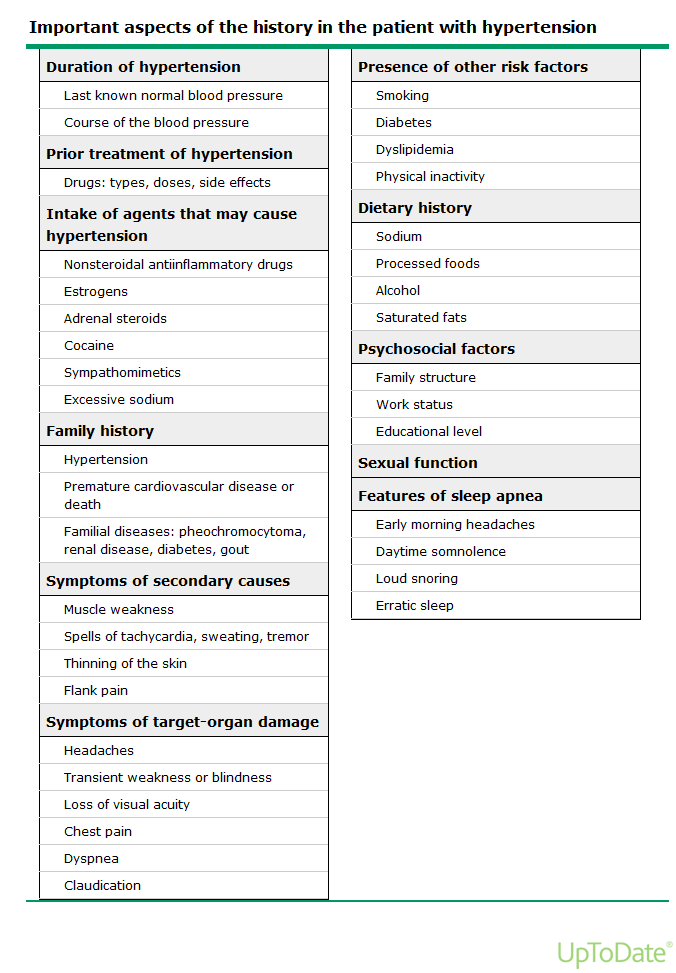 Important aspects of the history in the patient with hypertension
Duration of hypertension
Last known normal blood pressure
Course of the blood pressure
Prior treatment of hypertension
Drugs: types, doses, side effects
Intake of agents that may cause
hypertension
Nonsteroidal antiinflammatory drugs
Estrogens
Adrenal steroids
Cocaine
Sympathomimetics
Excessive sodium
Family history
Hypertension
Premature cardiovascular disease or
death
Familial diseases: pheochromocytoma,
renal disease, diabetes, gout
Symptoms of secondary causes
Muscle weakness
Spells of tachycardia, sweating, tremor
Thinning of the skin
Flank pain
Symptoms of target-organ damage
Headaches
Transient weakness or blindness
Loss of visual acuity
Chest pain
Dyspnea
Claudication
Presence of other risk factors
Smoking
Diabetes
Dyslipidemia
Physical inactivity
Dietary history
Sodium
Processed foods
Alcohol
Saturated fats
Psychosocial factors
Family structure
Work status
Educational level
Sexual function
Features of sleep apnea
Early morning headaches
Daytime somnolence
Loud snoring
Erratic sleep
UpToDate®